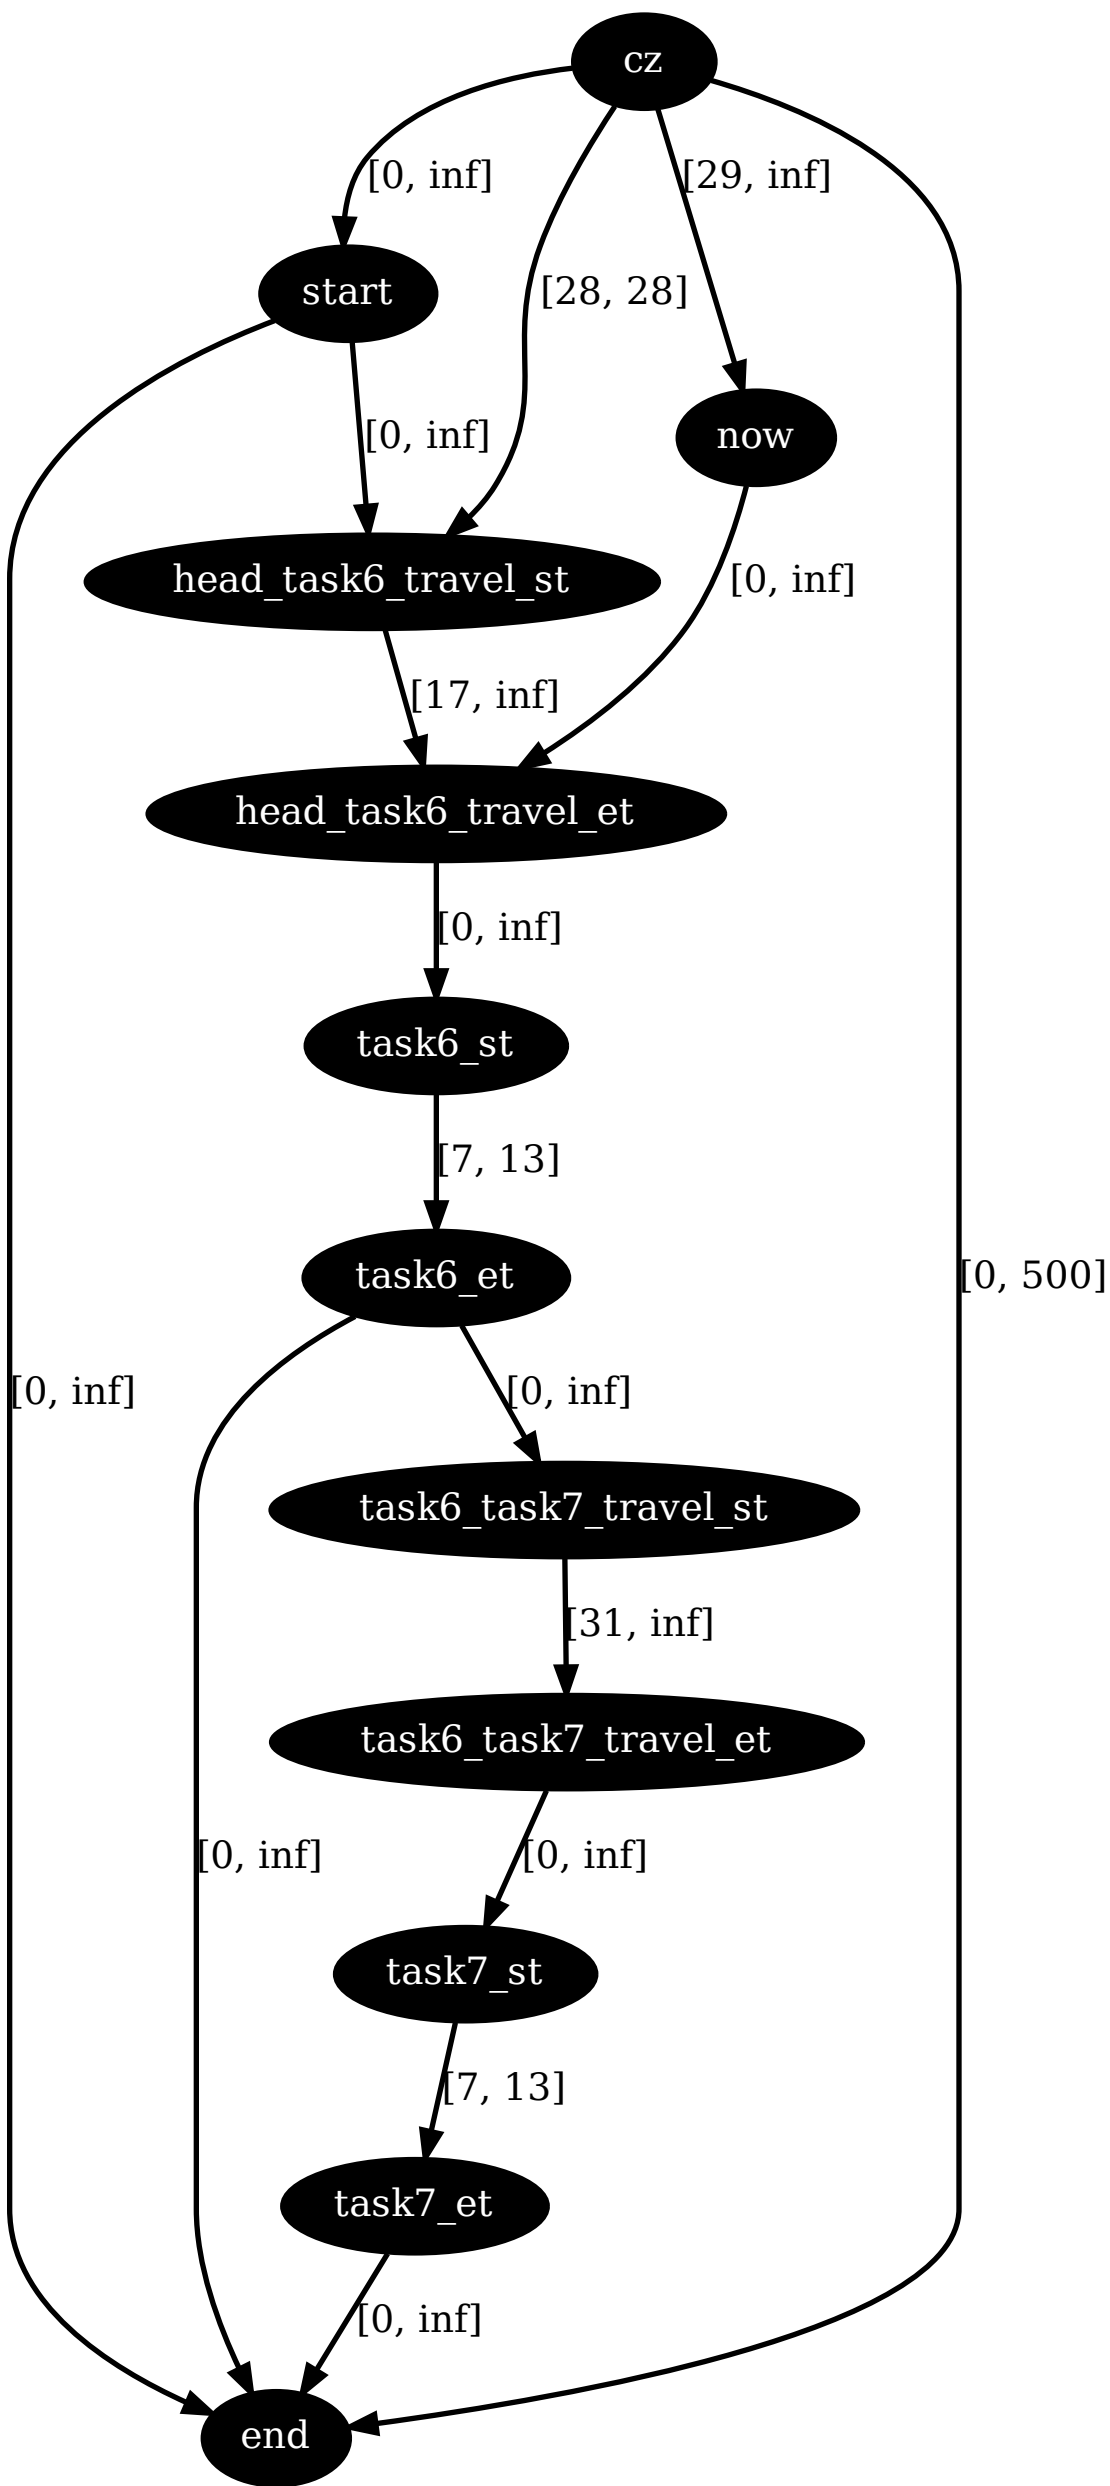 cz
[0, inf]
[29, inf]
start
[28, 28]
now
[0, inf]
head_task6_travel_st
[0, inf]
[17, inf]
head_task6_travel_et
[0, inf]
task6_st
[7, 13]
task6_et
[0, 500]
[0, inf]
[0, inf]
task6_task7_travel_st
[31, inf]
task6_task7_travel_et
[0, inf]
[0, inf]
task7_st
[7, 13]
task7_et
[0, inf]
end